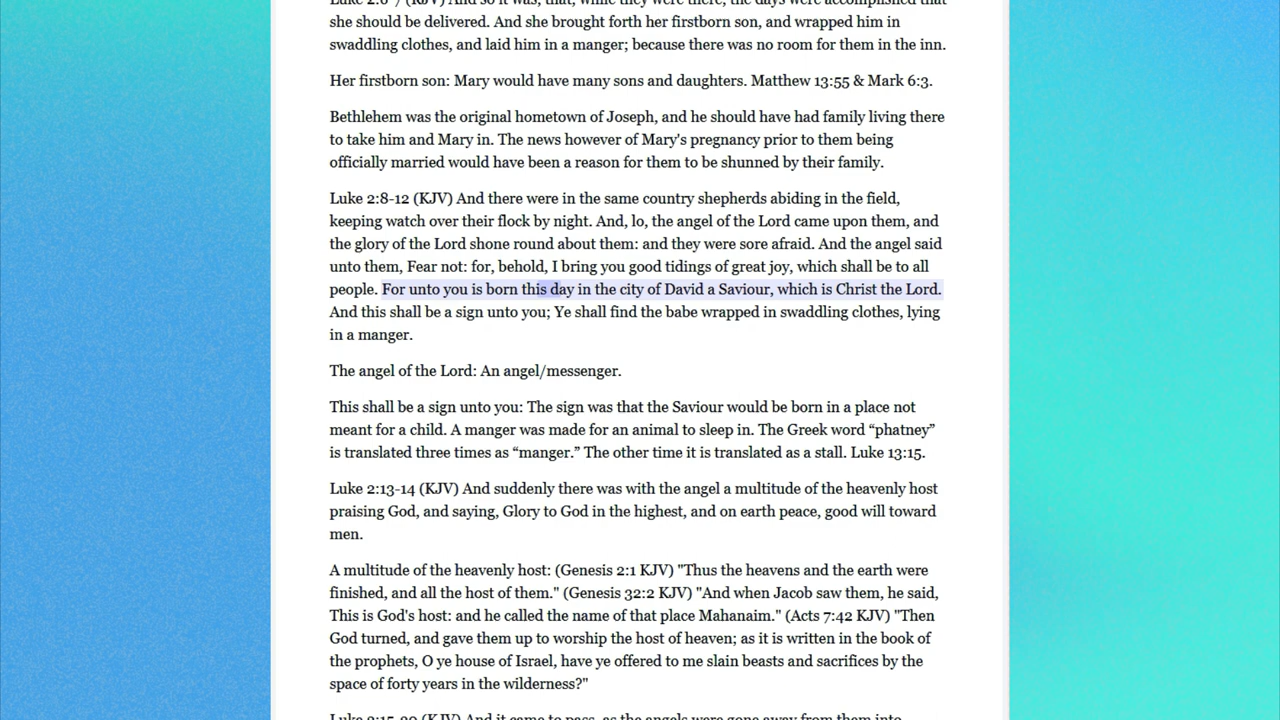 she should be delivered. And she brought forth her firstborn son, and wrapped him in
swaddling clothes, and laid him in a manger; because there was no room for them in the inn.
Her firstborn son: Mary would have many sons and daughters. Matthew 13:55 & Mark 6:3.
Bethlehem was the original hometown of Joseph, and he should have had family living there
to take him and Mary in. The news however of Mary's pregnancy prior to them being
officially married would have been a reason for them to be shunned by their family.
Luke 2:8-12 (KJV) And there were in the same country shepherds abiding in the field,
keeping watch over their flock by night. And, lo, the angel of the Lord came upon them, and
the glory of the Lord shone round about them: and they were sore afraid. And the angel said
unto them, Fear not: for, behold, I bring you good tidings of great joy, which shall be to all
people. For unto you is born this day in the city of David a Saviour, which is Christ the Lord.
And this shall be a sign unto you; Ye shall find the babe wrapped in swaddling clothes, lying
in a manger.
The angel of the Lord: An angel/messenger.
This shall be a sign unto you: The sign was that the Saviour would be born in a place not
meant for a child. A manger was made for an animal to sleep in. The Greek word “phatney”
is translated three times as “manger.” The other time it is translated as a stall. Luke 13:15.
Luke 2:13-14 (KJV) And suddenly there was with the angel a multitude of the heavenly host
praising God, and saying, Glory to God in the highest, and on earth peace, good will toward
men.
A multitude of the heavenly host: (Genesis 2:1 KJV) "Thus the heavens and the earth were
finished, and all the host of them." (Genesis 32:2 KJV) "And when Jacob saw them, he said,
This is God's host: and he called the name of that place Mahanaim." (Acts 7:42 KJV) "Then
God turned, and gave them up to worship the host of heaven; as it is written in the book of
the prophets, O ye house of Israel, have ye offered to me slain beasts and sacrifices by the
space of forty years in the wilderness?"
Luke 2:15-20 (KJV) And it came to pass, as the angels were gone away from them into